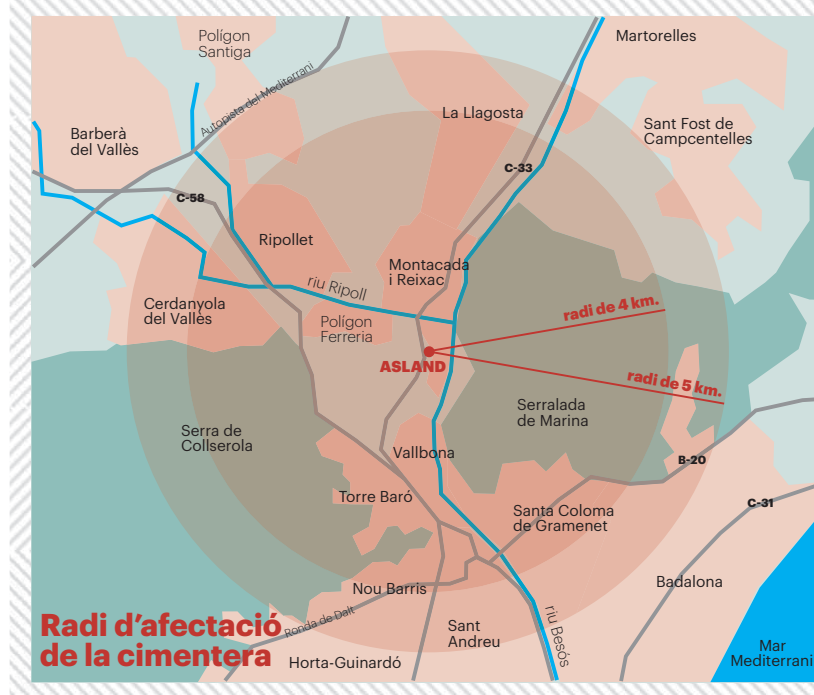 Polígon
Santiga
Martorelles
Autopista del Mediterrani
La Llagosta
Sant Fost de
Campcentelles
Barberà
del Vallès
C-33
C-58
Ripollet
Montacada
i Reixac
riu Ripoll
Cerdanyola
del Vallès
Polígon
Ferreria
radi de 4 km.
ASLAND
radi de 5 km.
Serralada
de Marina
Serra de
Collserola
Vallbona
B-20
Torre Baró
C-31
Santa Coloma
de Gramenet
Nou Barris
Badalona
Radi d’afectació
de la cimentera
Ronda de Dalt
Sant
Andreu
riu Besós
Horta-Guinardó
Mar
Mediterrani